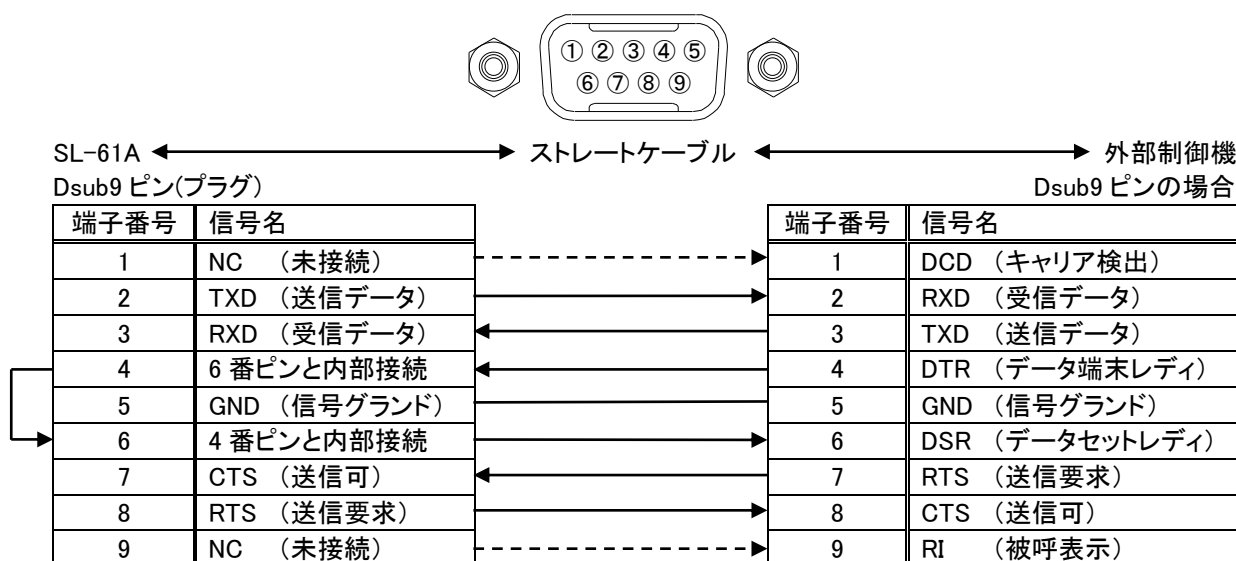 ① ② ③ ④ ⑤
⑥ ⑦ ⑧ ⑨
SL-61A ストレートケーブル 外部制御機
Dsub9 ピン(プラグ) Dsub9 ピンの場合
端子番号 信号名 端子番号 信号名
1 NC (未接続) 1 DCD (キャリア検出)
2 TXD (送信データ) 2 RXD (受信データ)
3 RXD (受信データ) 3 TXD (送信データ)
4 6 番ピンと内部接続 4 DTR (データ端末レディ)
5 GND (信号グランド) 5 GND (信号グランド)
6 4 番ピンと内部接続 6 DSR (データセットレディ)
7 CTS (送信可) 7 RTS (送信要求)
8 RTS (送信要求) 8 CTS (送信可)
9 NC (未接続) 9 RI (被呼表示)